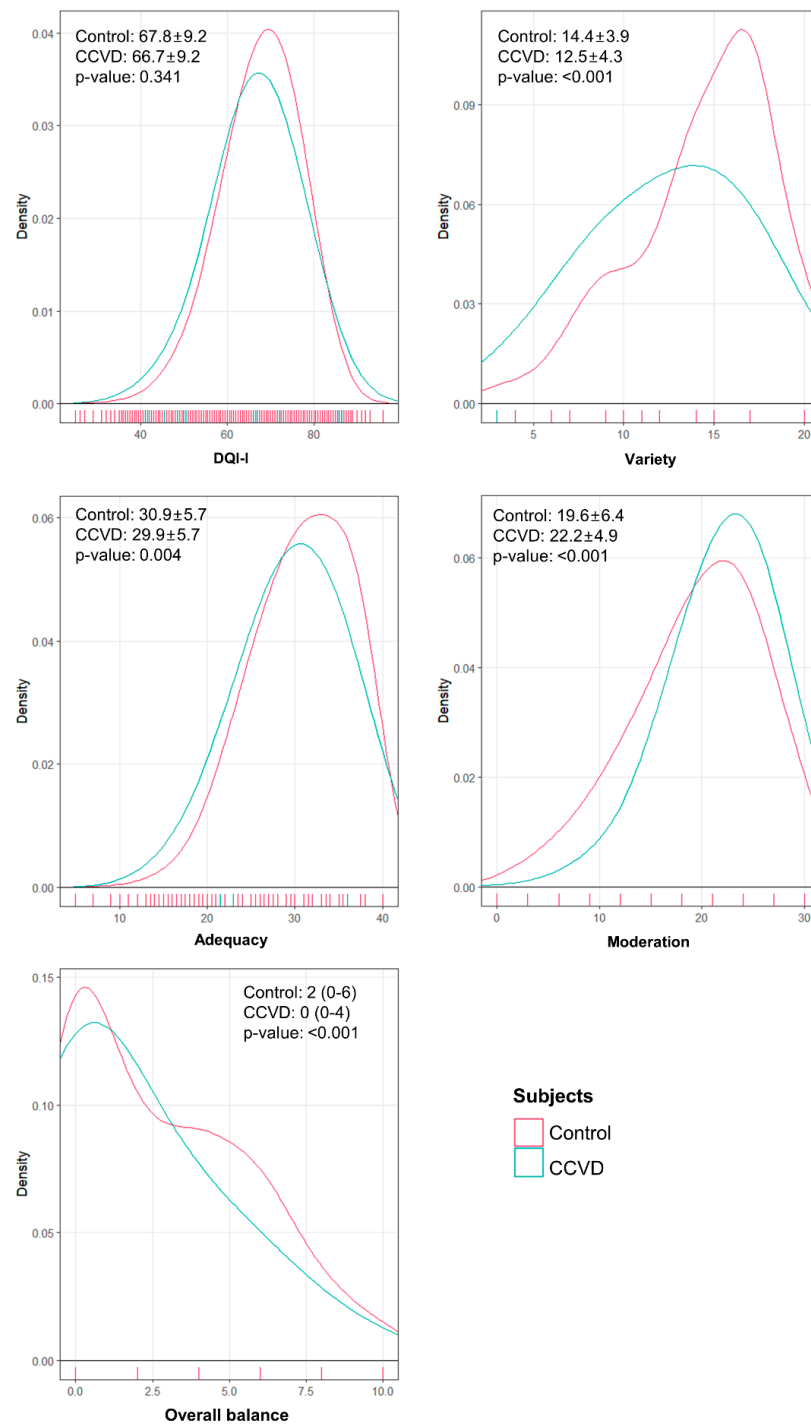 Control: 67.8±9.2
CCVD: 66.7±9.2
p-value: 0.341
0.04
0.03
0.02
0.01
0.00
Density
40 60 80
DQI-I
Control: 14.4±3.9
CCVD: 12.5±4.3
p-value: <0.001
0.09
0.06
0.03
0.00
Density
5 10 15 20
Variety
Control: 30.9±5.7
CCVD: 29.9±5.7
p-value: 0.004
0.06
0.04
0.02
0.00
Density
10 20 30 40
Adequacy
Control: 19.6±6.4
CCVD: 22.2±4.9
p-value: <0.001
0.06
0.04
0.02
0.00
Density
0 10 20 30
Moderation
Control: 2 (0-6)
CCVD: 0 (0-4)
p-value: <0.001
0.15
0.10
0.05
0.00
Density
0.0 2.5 5.0 7.5 10.0
Overall balance
Subjects
Control
CCVD